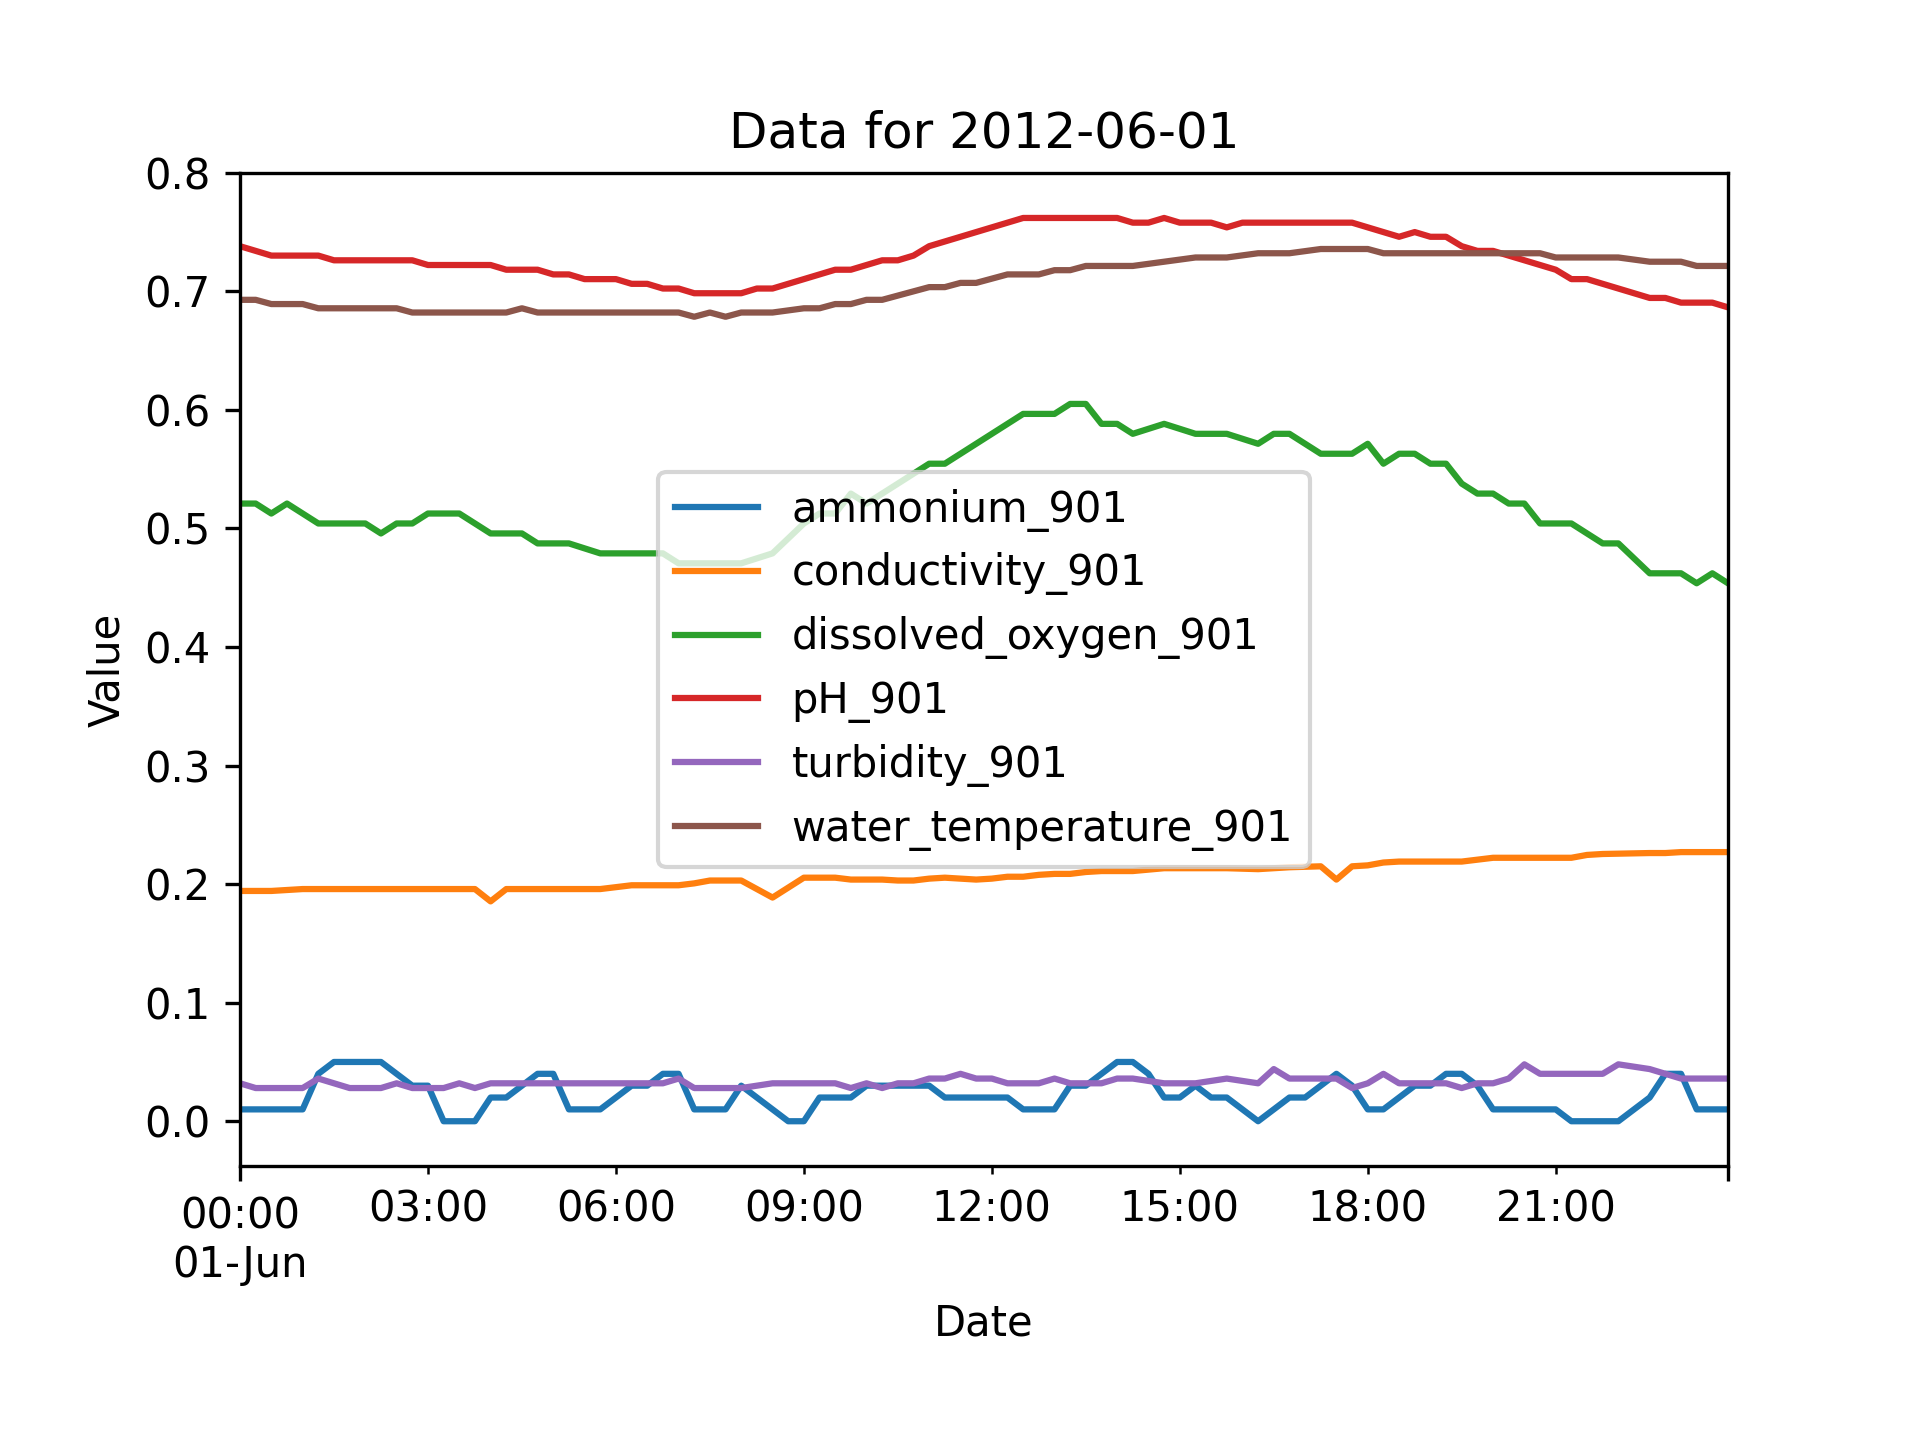 Data for 2012-06-01
0.8
0.7
0.6
0.5
0.4
0.3
0.2
0.1
0.0
Value
ammonium_901
conductivity_901
dissolved_oxygen_901
pH_901
turbidity_901
water_temperature_901
00:00 03:00 06:00 09:00 12:00 15:00 18:00 21:00
01-Jun
Date